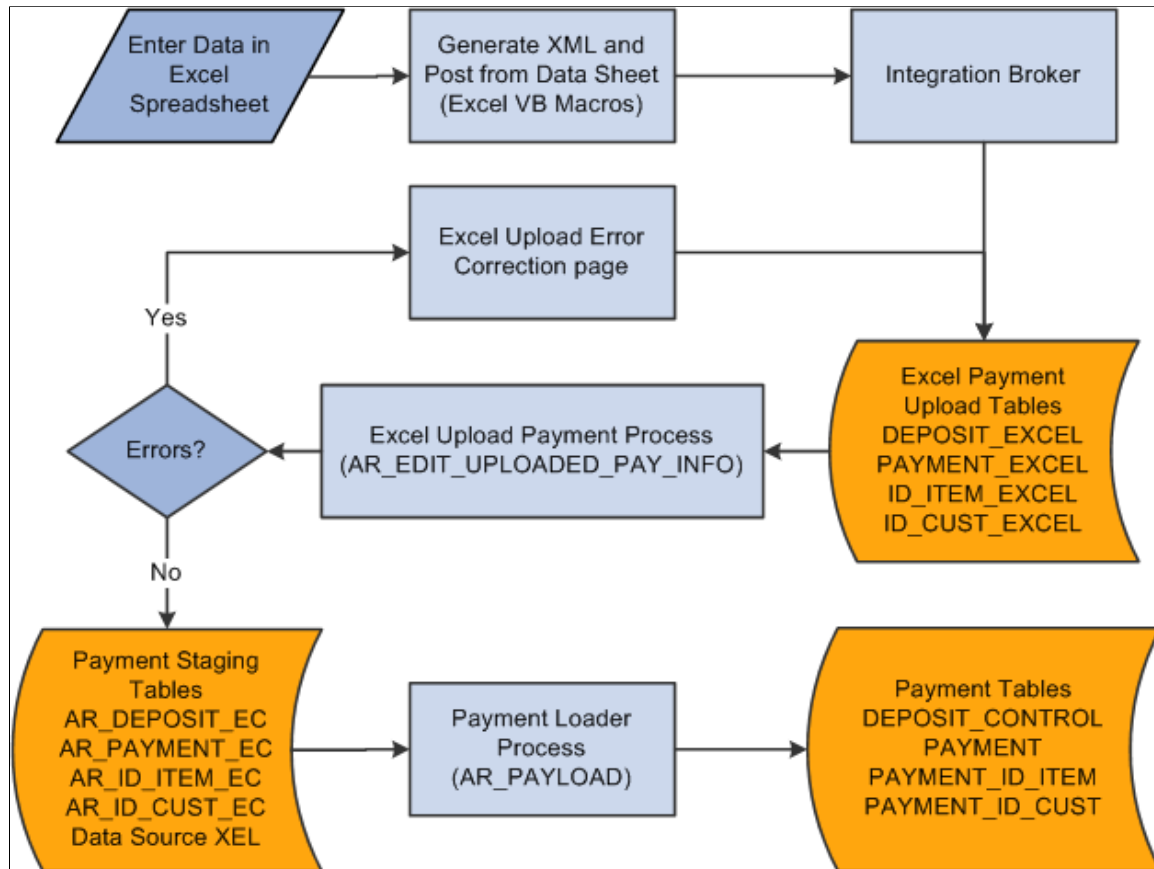 Enter Data in
Excel
Spreadsheet
Generate XML and
Post from Data Sheet
(Excel VB Macros)
Integration Broker
Excel Upload Error
Correction page
Yes
Excel Payment
Upload Tables
DEPOSIT_EXCEL
PAYMENT_EXCEL
ID_ITEM_EXCEL
ID_CUST_EXCEL
Excel Upload Payment Process
(AR_EDIT_UPLOADED_PAY_INFO)
Errors?
No
Payment Staging
Tables
AR_DEPOSIT_EC
AR_PAYMENT_EC
AR_ID_ITEM_EC
AR_ID_CUST_EC
Data Source XEL
Payment Loader
Process
(AR_PAYLOAD)
Payment Tables
DEPOSIT_CONTROL
PAYMENT
PAYMENT_ID_ITEM
PAYMENT_ID_CUST